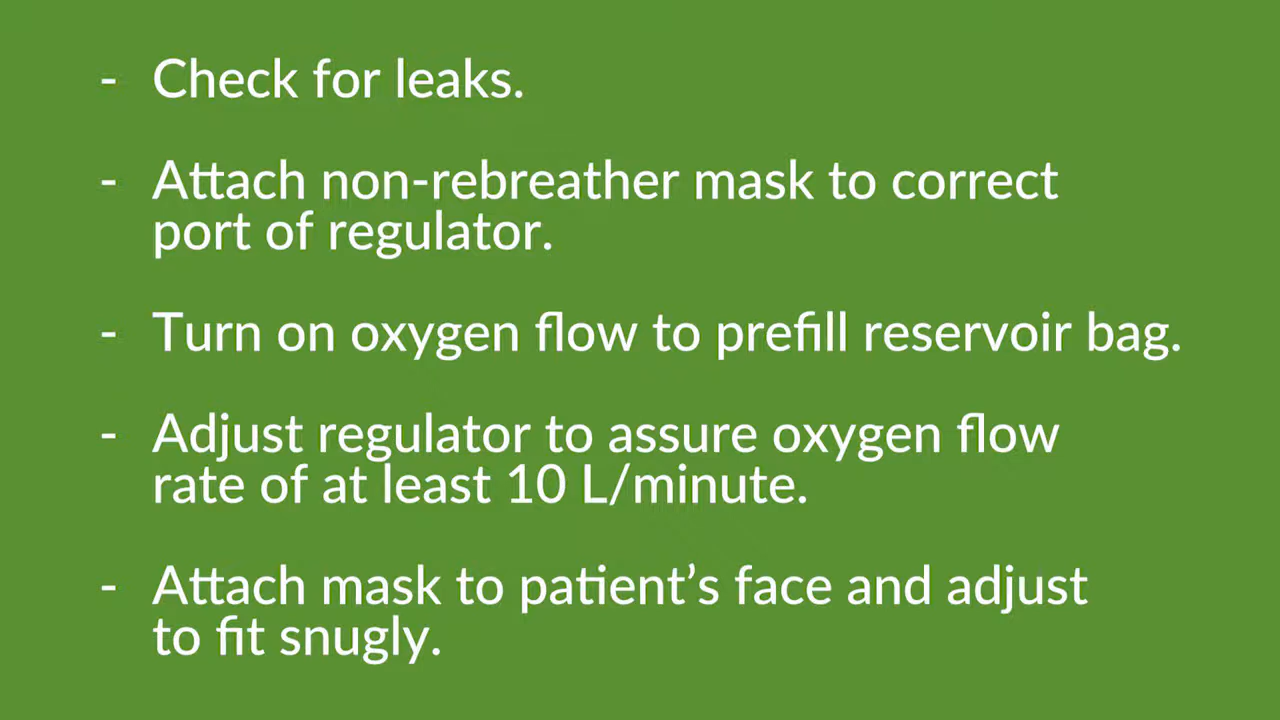 - Check for leaks.
- Attach non-rebreather mask to correct
port of regulator.
- Turn on oxygen flow to prefill reservoir bag.
- Adjust regulator to assure oxygen flow
rate of at least 10 L/minute.
- Attach mask to patient’s face and adjust
to fit snugly.